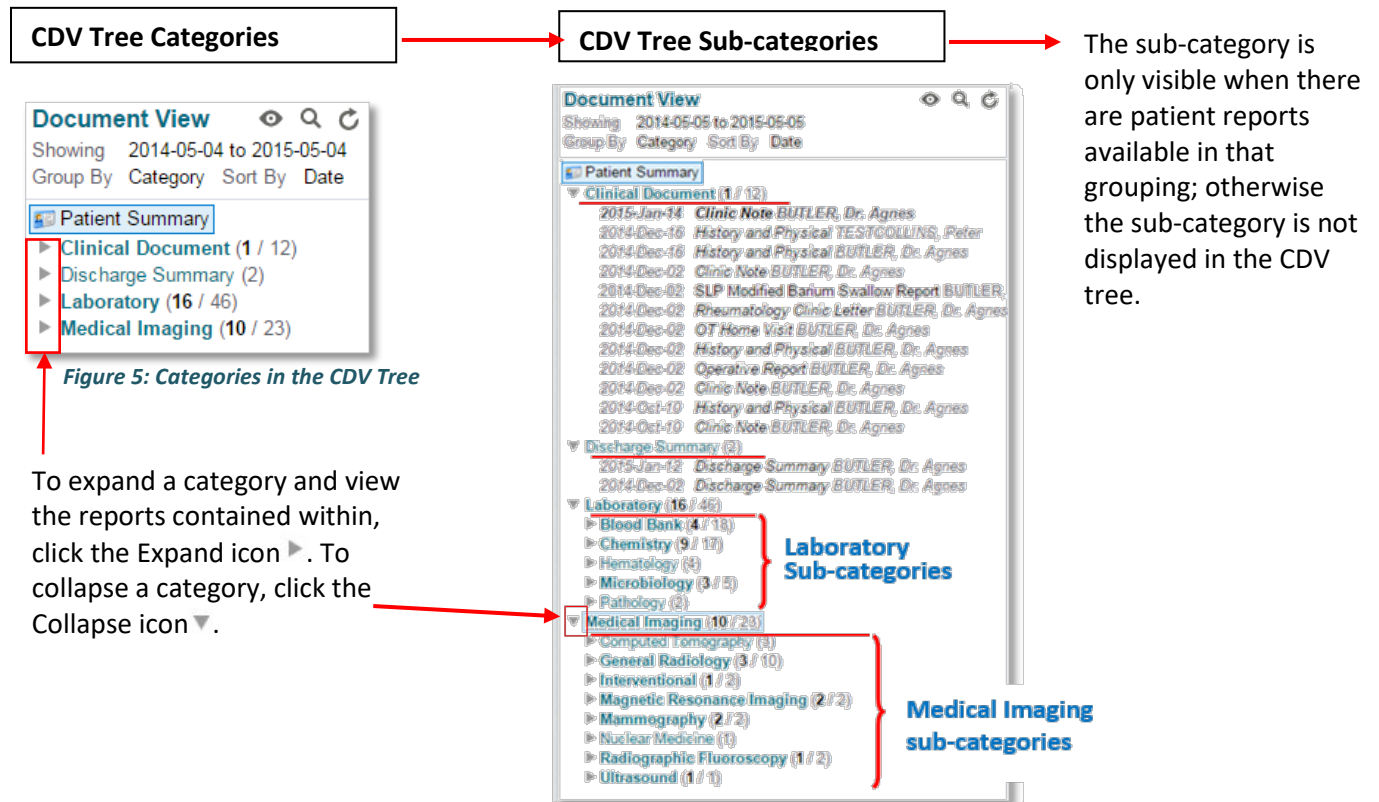 CDV Tree Categories
CDV Tree Sub-categories
The sub-category is
only visible when there
are patient reports
available in that
grouping; otherwise
the sub-category is not
displayed in the CDV
tree.
Document View
Showing 2014-05-04 to 2015-05-04
Group By Category Sort By Date
Patient Summary
Clinical Document (1 / 12)
Discharge Summary (2)
Laboratory (16 / 46)
Medical Imaging (10 / 23)
Figure 5: Categories in the CDV Tree
To expand a category and view
the reports contained within,
click the Expand icon ▶. To
collapse a category, click the
Collapse icon ▼.
Document View
Showing 2014-05-05 to 2015-05-05
Group By Category Sort By Date
Patient Summary
Clinical Document (1 / 12)
2015-Jan-14 Clinic Note BUTLER, Dr. Agnes
2014-Dec-16 History and Physical TESTCOLLINS, Peter
2014-Dec-16 History and Physical BUTLER, Dr. Agnes
2014-Dec-02 Clinic Note BUTLER, Dr. Agnes
2014-Dec-02 SLP Modified Barium Swallow Report BUTLER,
2014-Dec-02 Rheumatology Clinic Letter BUTLER, Dr. Agnes
2014-Dec-02 OT Home Visit BUTLER, Dr. Agnes
2014-Dec-02 History and Physical BUTLER, Dr. Agnes
2014-Dec-02 Operative Report BUTLER, Dr. Agnes
2014-Dec-02 Clinic Note BUTLER, Dr. Agnes
2014-Oct-10 History and Physical BUTLER, Dr. Agnes
2014-Oct-10 Clinic Note BUTLER, Dr. Agnes
Discharge Summary (2)
2015-Jan-12 Discharge Summary BUTLER, Dr. Agnes
2014-Dec-02 Discharge Summary BUTLER, Dr. Agnes
Laboratory (16 / 46)
Blood Bank (4 / 18)
Chemistry (9 / 17)
Hematology (4)
Microbiology (3 / 5)
Pathology (2)
Laboratory
Sub-categories
Medical Imaging (10 / 23)
Computed Tomography (3)
General Radiology (3 / 10)
Interventional (1 / 2)
Magnetic Resonance Imaging (2 / 2)
Mammography (2 / 2)
Nuclear Medicine (1)
Radiographic Fluoroscopy (1 / 2)
Ultrasound (1 / 1)
Medical Imaging
sub-categories